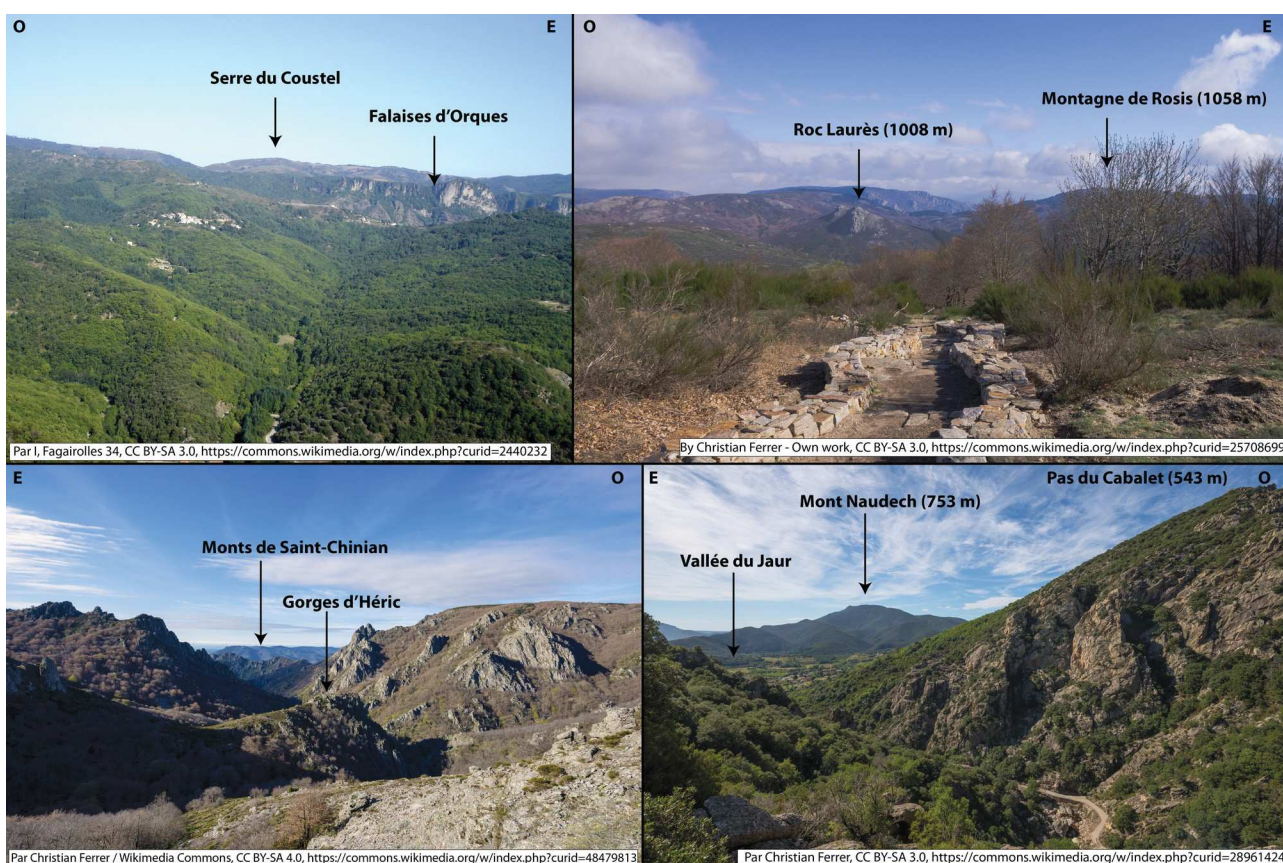 O
E
Serre du Coustel
Falaises d'Orques
Par I, Fagairolles 34, CC BY-SA 3.0, https://commons.wikimedia.org/w/index.php?curid=2440232
O
E
Montagne de Rosis (1058 m)
Roc Laurès (1008 m)
By Christian Ferrer - Own work, CC BY-SA 3.0, https://commons.wikimedia.org/w/index.php?curid=25708699
E
O
Monts de Saint-Chinian
Gorges d'Héric
Par Christian Ferrer / Wikimedia Commons, CC BY-SA 4.0, https://commons.wikimedia.org/w/index.php?curid=48479813
E
Pas du Cabalet (543 m)
O
Mont Naudech (753 m)
Vallée du Jaur
Par Christian Ferrer, CC BY-SA 3.0, https://commons.wikimedia.org/w/index.php?curid=28961424